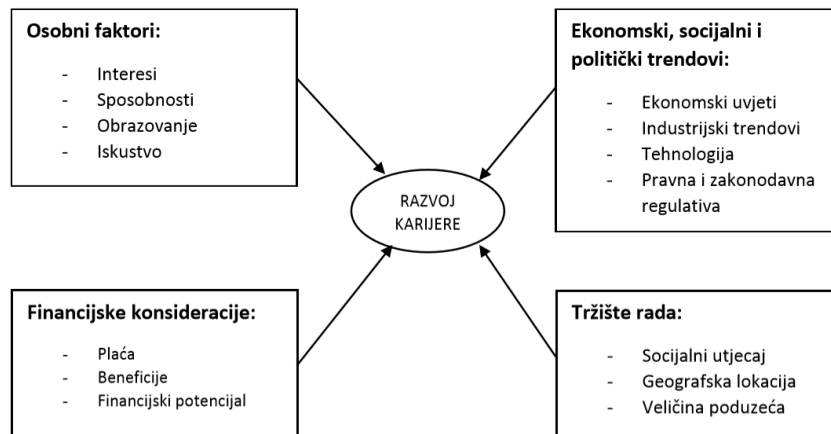 Osobni faktori:
- Interesi
- Sposobnosti
- Obrazovanje
- Iskustvo
Ekonomski, socijalni i
politički trendovi:
- Ekonomski uvjeti
- Industrijski trendovi
- Tehnologija
- Pravna i zakonodavna
regulativa
RAZVOJ
KARIJERE
Financijske konsideracije:
- Plaća
- Beneficije
- Financijski potencijal
Tržište rada:
- Socijalni utjecaj
- Geografska lokacija
- Veličina poduzeća